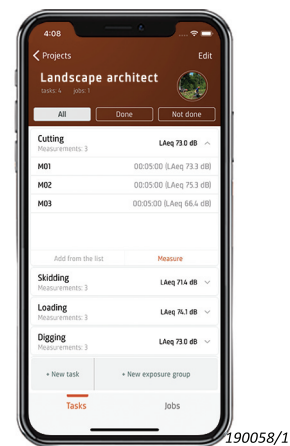 4:08
Projects
Edit
Landscape architect
tasks: 4 jobs: 1
All
Done
Not done
Cutting
Measurements: 3
LAeq 73.0 dB
M01 00:05:00 (LAeq 73.3 dB)
M02 00:05:00 (LAeq 75.3 dB)
M03 00:05:00 (LAeq 66.4 dB)
Add from the list
Measure
Skidding
Measurements: 3
LAeq 71.4 dB
Loading
Measurements: 3
LAeq 74.1 dB
Digging
Measurements: 3
LAeq 73.0 dB
+ New task
+ New exposure group
Tasks
Jobs
190058/1